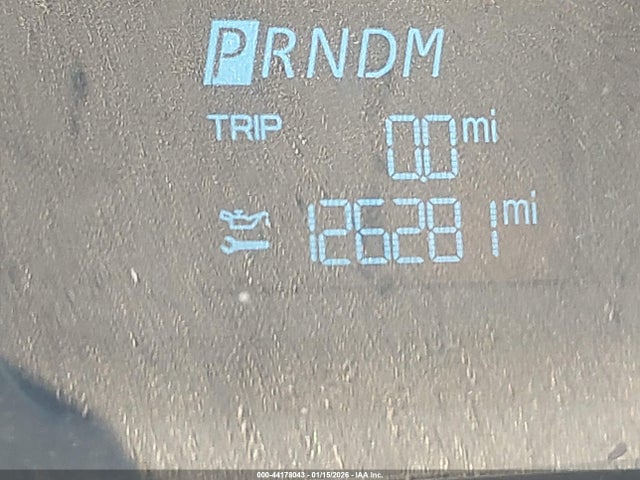 PRNDM
TRIP 0.0 mi
126281 mi
000-44178043 - 01/15/2026 - IAA Inc.